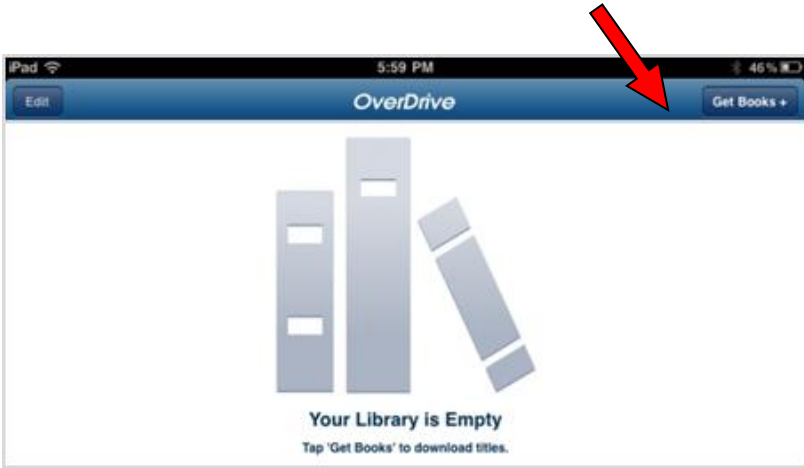 iPad 5:59 PM 46%
Edit OverDrive Get Books +
Your Library is Empty
Tap 'Get Books' to download titles.